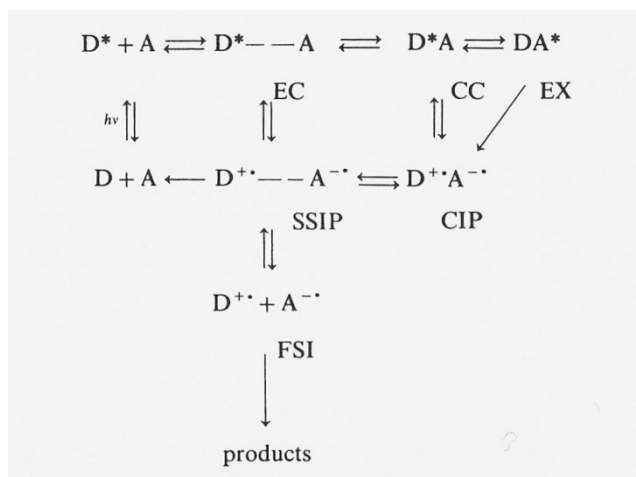 D* + A ⇌ D*– –A ⇌ D*A ⇌ DA*
EC CC EX
hν
D + A ← D⁺·– –A⁻· ⇌ D⁺·A⁻·
SSIP CIP
D⁺· + A⁻·
FSI
products